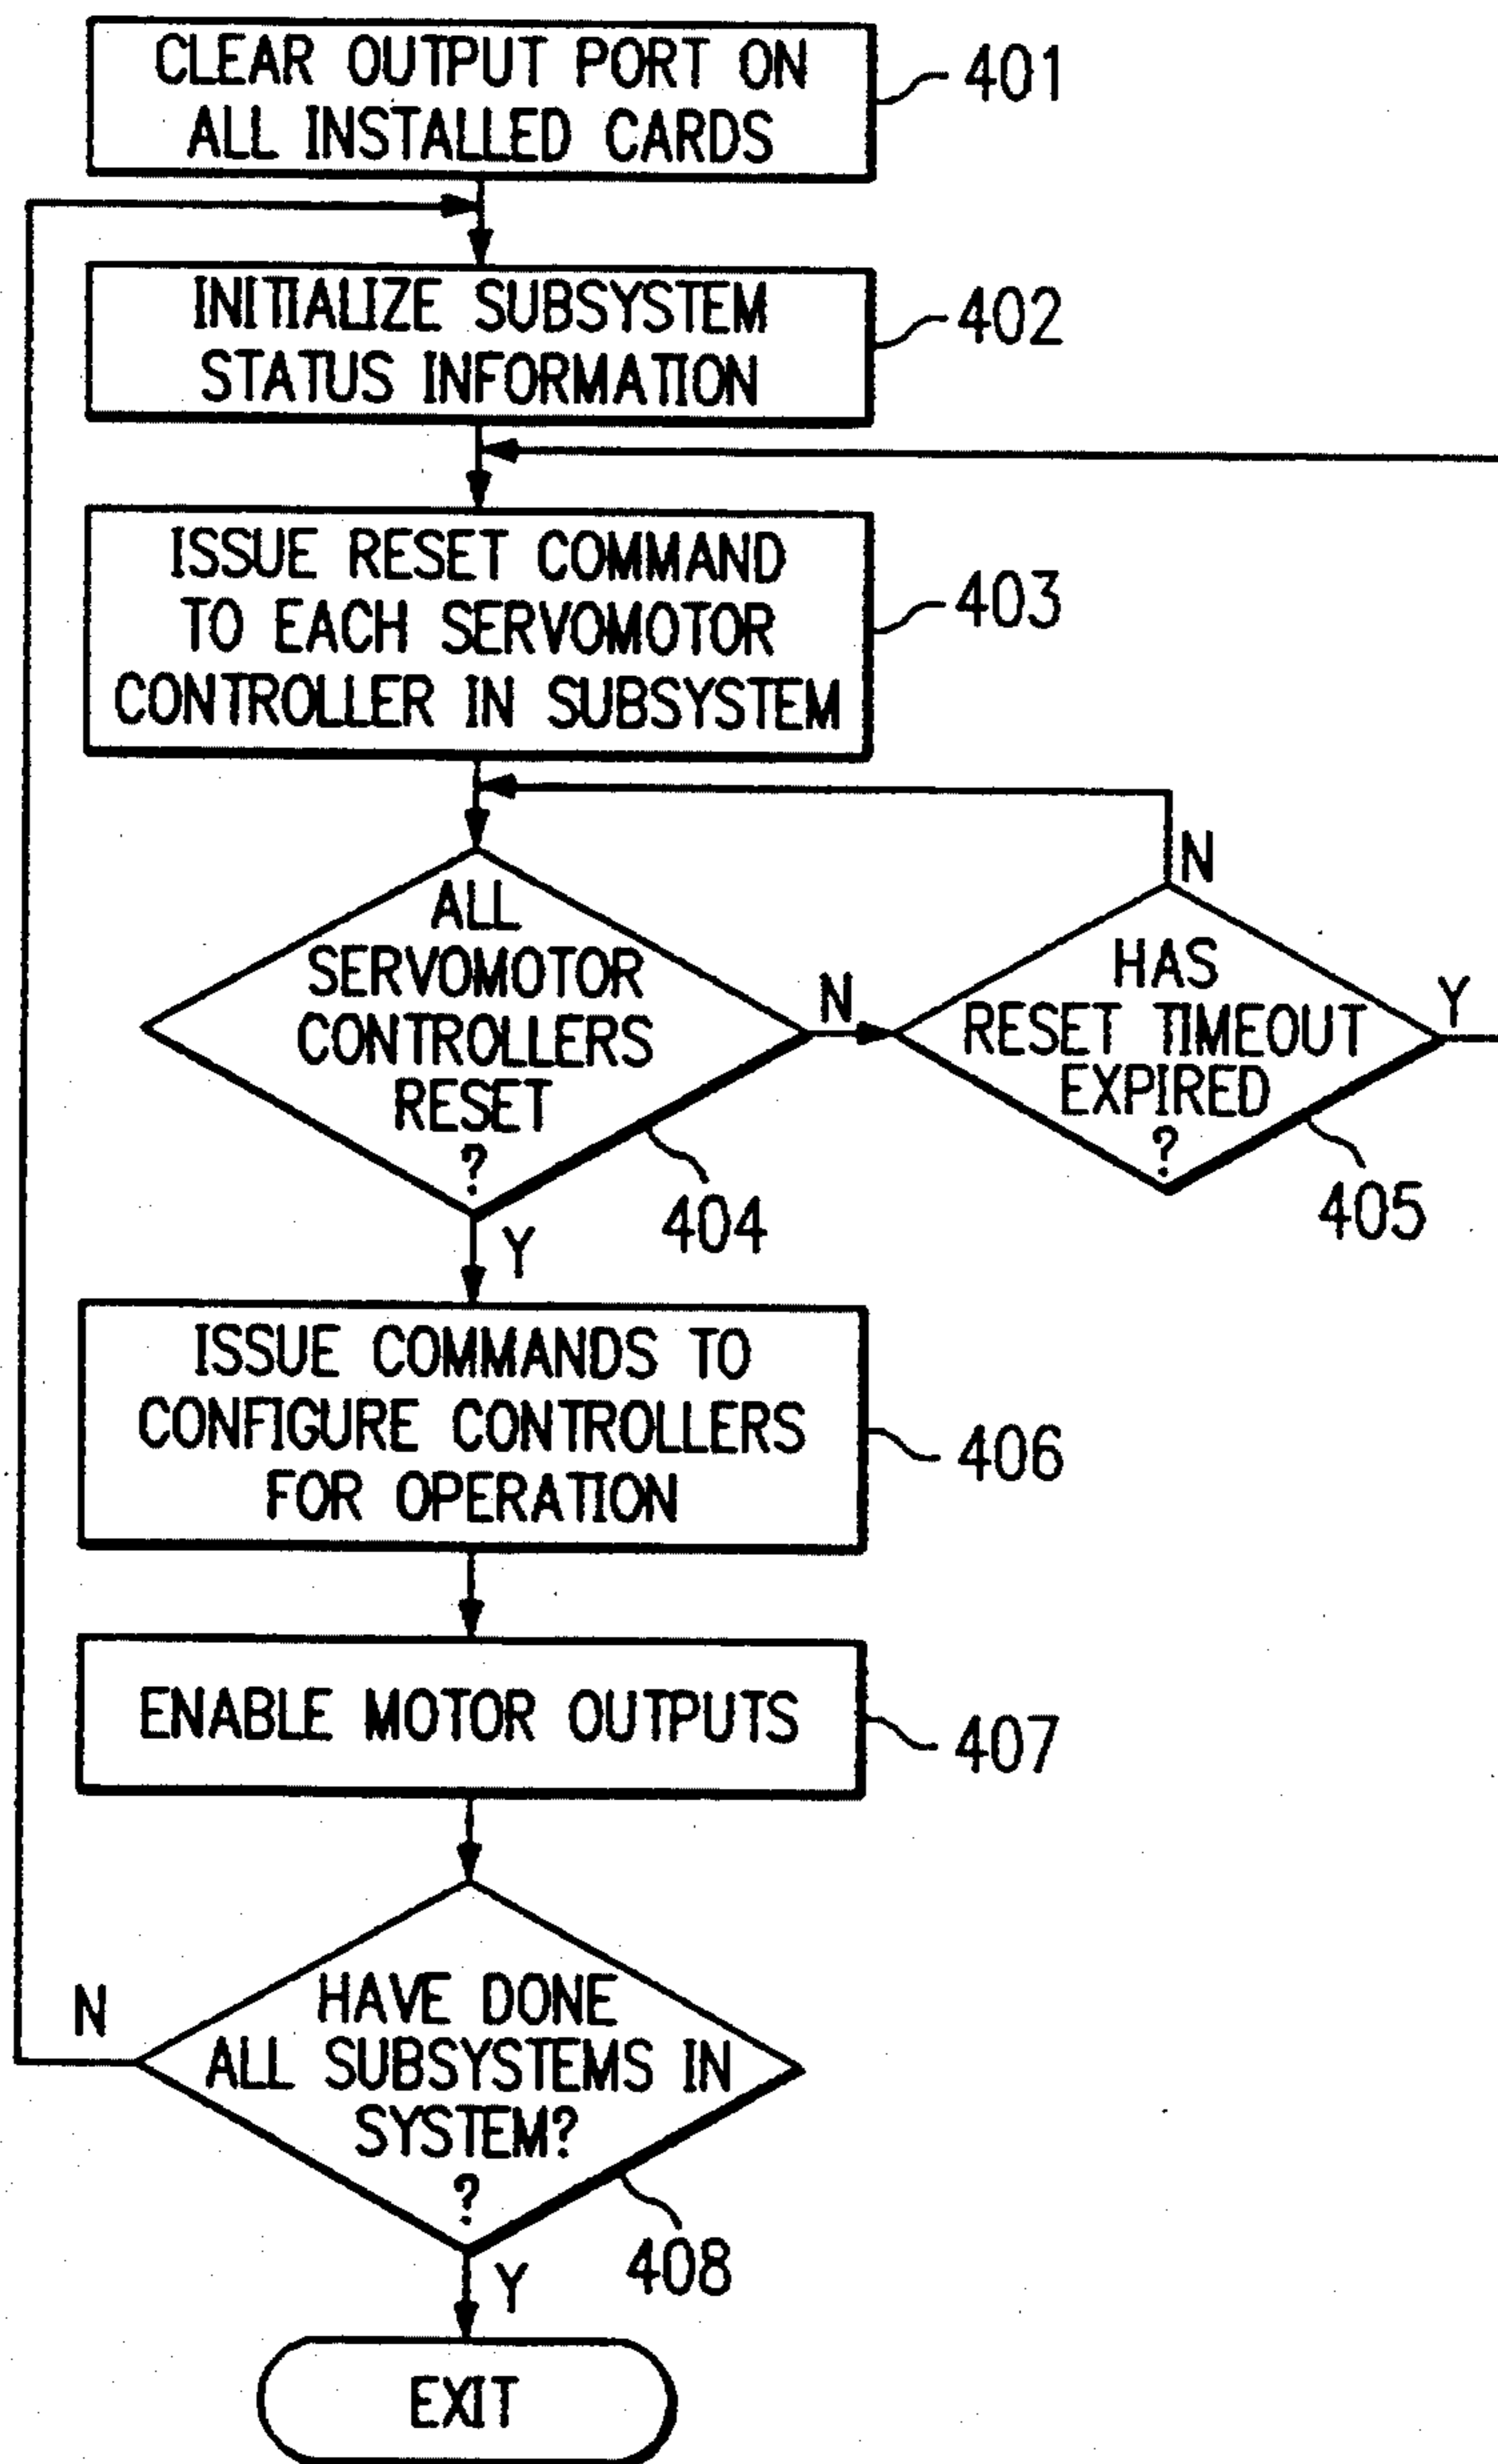 CLEAR OUTPUT PORT ON
ALL INSTALLED CARDS
401
INITIALIZE SUBSYSTEM
STATUS INFORMATION
402
ISSUE RESET COMMAND
TO EACH SERVOMOTOR
CONTROLLER IN SUBSYSTEM
403
ALL
SERVOMOTOR
CONTROLLERS
RESET
?
404
N
Y
HAS
RESET TIMEOUT
EXPIRED
?
405
N
Y
ISSUE COMMANDS TO
CONFIGURE CONTROLLERS
FOR OPERATION
406
ENABLE MOTOR OUTPUTS
407
HAVE DONE
ALL SUBSYSTEMS IN
SYSTEM?
?
408
N
Y
EXIT